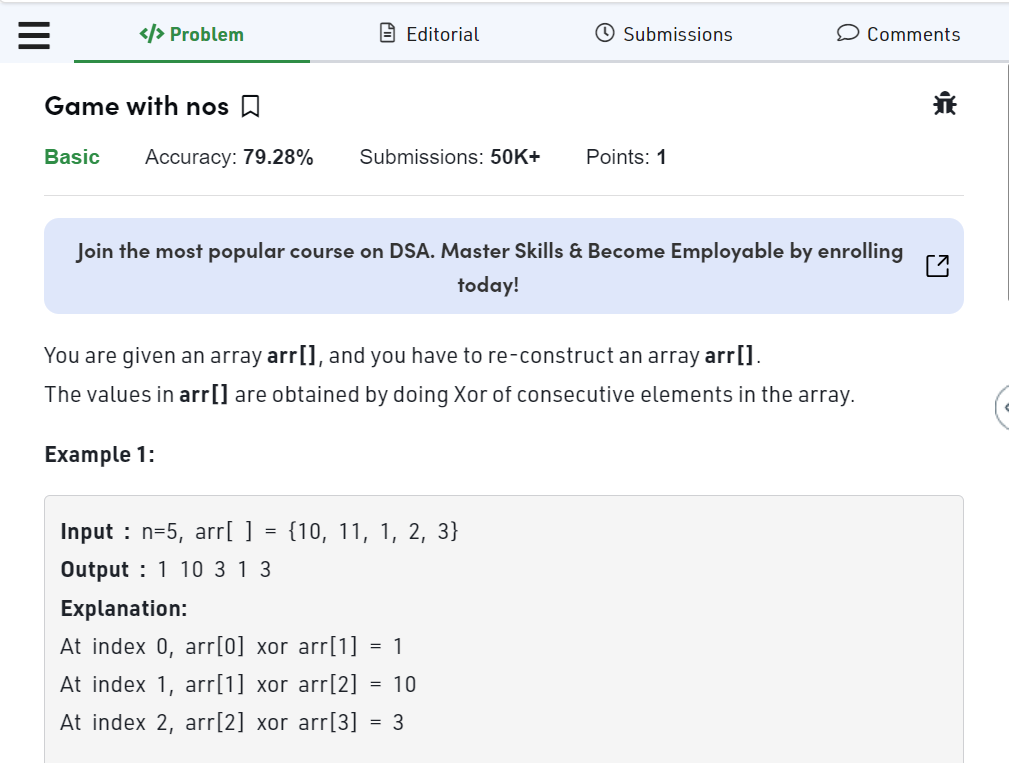 </> Problem
Editorial
Submissions
Comments
Game with nos
Basic Accuracy: 79.28% Submissions: 50K+ Points: 1
Join the most popular course on DSA. Master Skills & Become Employable by enrolling
today!
You are given an array arr[], and you have to re-construct an array arr[].
The values in arr[] are obtained by doing Xor of consecutive elements in the array.
Example 1:
Input : n=5, arr[ ] = {10, 11, 1, 2, 3}
Output : 1 10 3 1 3
Explanation:
At index 0, arr[0] xor arr[1] = 1
At index 1, arr[1] xor arr[2] = 10
At index 2, arr[2] xor arr[3] = 3